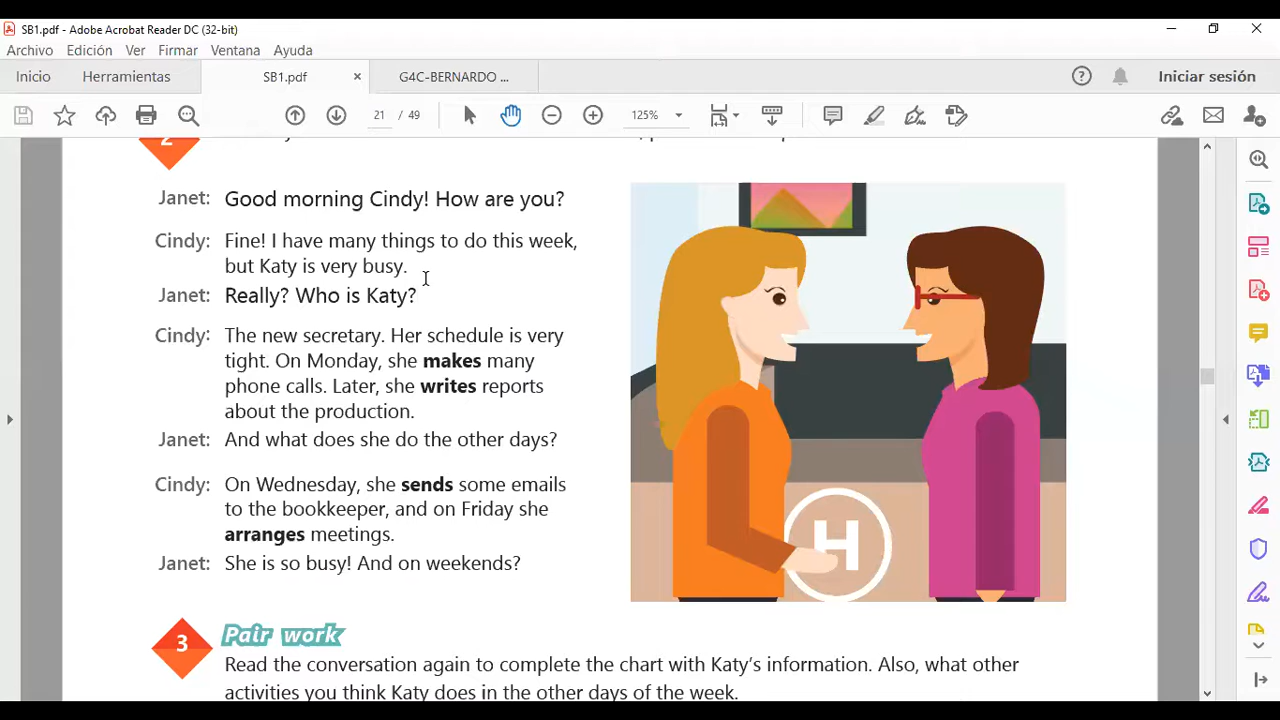 SB1.pdf - Adobe Acrobat Reader DC (32-bit)
Archivo Edición Ver Firmar Ventana Ayuda
Inicio Herramientas SB1.pdf × G4C-BERNARDO ... Iniciar sesión
21 / 49 125%
2
Janet: Good morning Cindy! How are you?
Cindy: Fine! I have many things to do this week,
but Katy is very busy.
Janet: Really? Who is Katy?
Cindy: The new secretary. Her schedule is very
tight. On Monday, she makes many
phone calls. Later, she writes reports
about the production.
Janet: And what does she do the other days?
Cindy: On Wednesday, she sends some emails
to the bookkeeper, and on Friday she
arranges meetings.
Janet: She is so busy! And on weekends?
H
3 Pair work
Read the conversation again to complete the chart with Katy’s information. Also, what other
activities you think Katy does in the other days of the week.